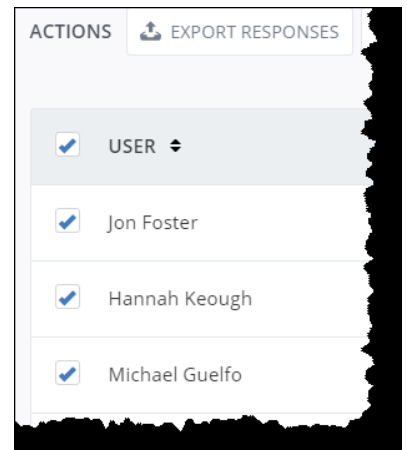 ACTIONS EXPORT RESPONSES
USER
Jon Foster
Hannah Keough
Michael Guelfo